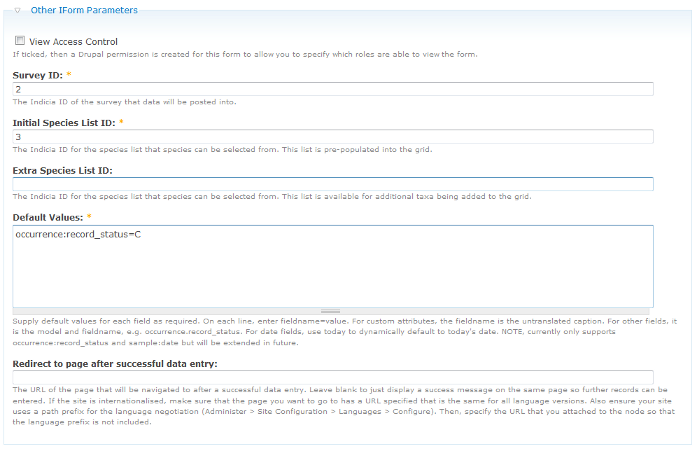 Other IForm Parameters
View Access Control
If ticked, then a Drupal permission is created for this form to allow you to specify which roles are able to view the form.
Survey ID: *
2
The Indicia ID of the survey that data will be posted into.
Initial Species List ID: *
3
The Indicia ID for the species list that species can be selected from. This list is pre-populated into the grid.
Extra Species List ID:
The Indicia ID for the species list that species can be selected from. This list is available for additional taxa being added to the grid.
Default Values: *
occurrence:record_status=C
Supply default values for each field as required. On each line, enter fieldname=value. For custom attributes, the fieldname is the untranslated caption. For other fields, it
is the model and fieldname, e.g. occurrence.record_status. For date fields, use today to dynamically default to today's date. NOTE, currently only supports
occurrence:record_status and sample:date but will be extended in future.
Redirect to page after successful data entry:
The URL of the page that will be navigated to after a successful data entry. Leave blank to just display a success message on the same page so further records can be
entered. If the site is internationalised, make sure that the page you want to go to has a URL specified that is the same for all language versions. Also ensure your site
uses a path prefix for the language negotiation (Administer > Site Configuration > Languages > Configure). Then, specify the URL that you attached to the node so that
the language prefix is not included.